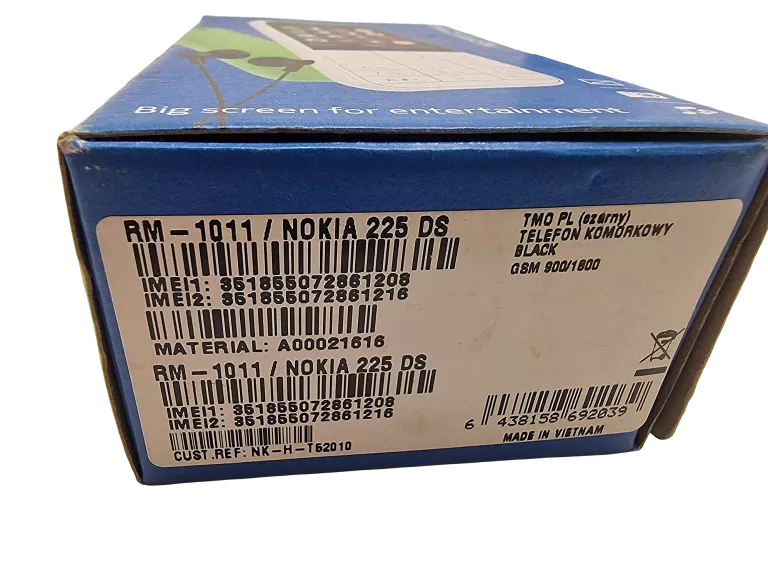 Big screen for entertainment
RM-1011 / NOKIA 225 DS
IMEI1: 351855072861208
IMEI2: 351855072861216
MATERIAL: A00021616
RM-1011 / NOKIA 225 DS
IMEI1: 351855072861208
IMEI2: 351855072861216
CUST.REF: NK-H-T52010
TMO PL (czarny)
TELEFON KOMORKOWY
BLACK
GSM 900/1800
6 438158 692039
MADE IN VIETNAM